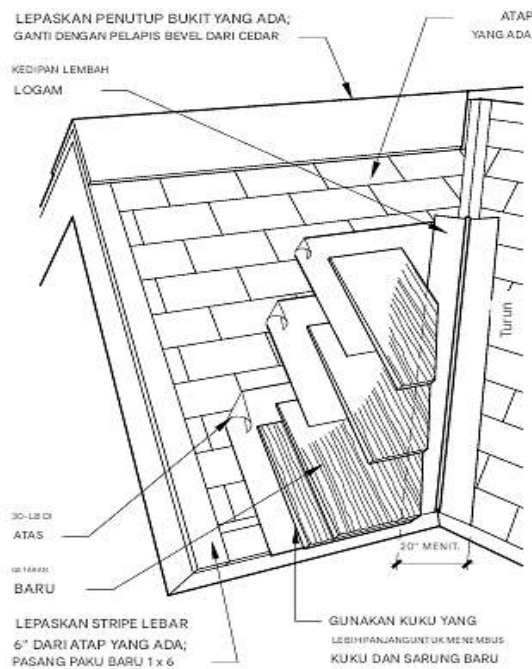 LEPASKAN PENUTUP BUKIT YANG ADA;
GANTI DENGAN PELAPIS BEVEL DARI CEDAR
ATAP
YANG ADA
KEDIPAN LEMBAH
LOGAM
Turun
30-LB DI
ATAS
GETARAN
BARU
20" MENIT.
LEPASKAN STRIPE LEBAR
6" DARI ATAP YANG ADA;
PASANG PAKU BARU 1 x 6
GUNAKAN KUKU YANG
LEBIH PANJANG UNTUK MENEMBUS
KUKU DAN SARUNG BARU